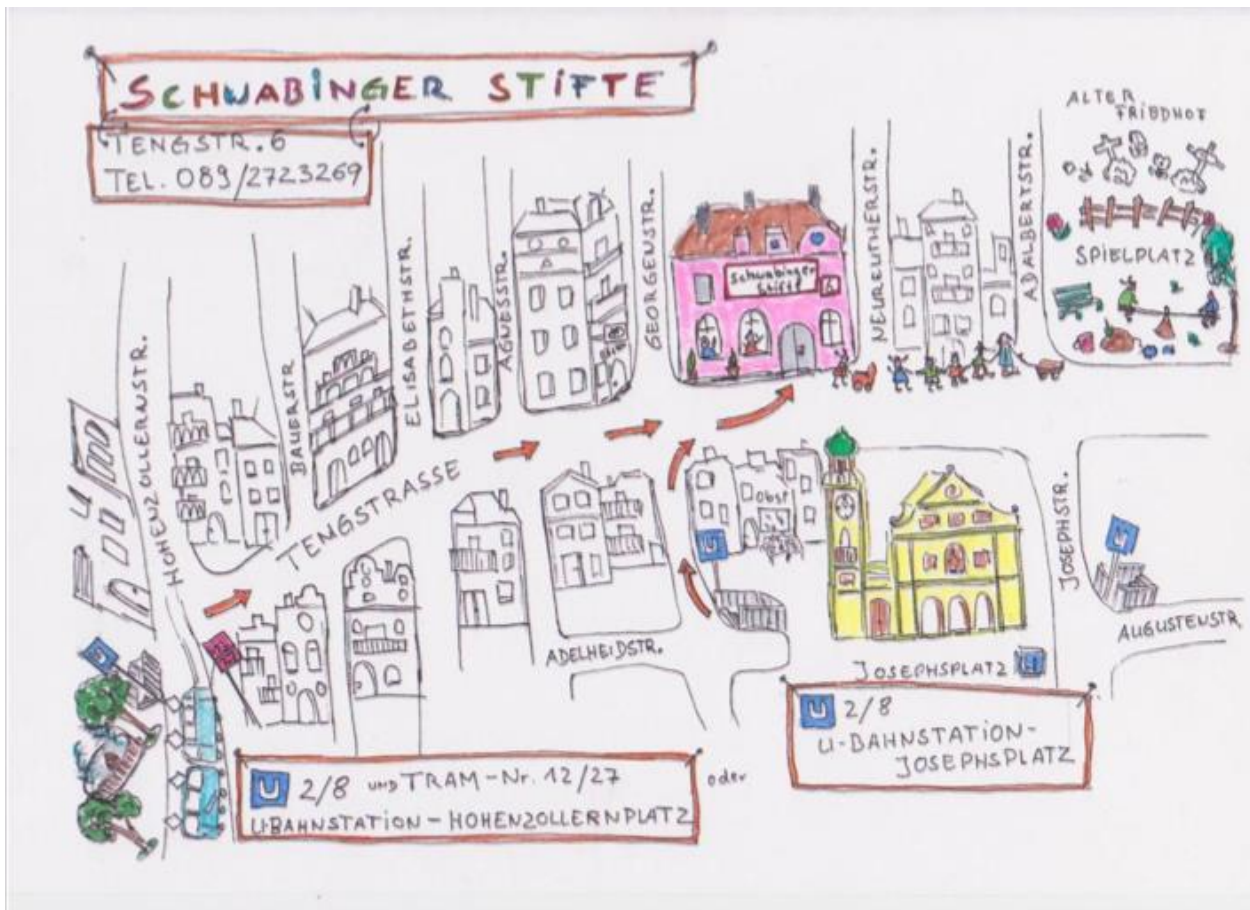 SCHWABINGER STIFTE
TENGSTR. 6
TEL. 089/2723269
ALTER
FRIEDHOF
SPIELPLATZ
HOHENZOLLERNSTR.
BAUERSTR
ELISABETHSTR.
AGNESSTR.
GEORGENSTR.
Schwabinger
Stifte
6
NEUREUTHERSTR.
ADALBERTSTR.
TENGSTRASSE
Obst
U
U
U
ADELHEIDSTR.
JOSEPHSTR.
AUGUSTENSTR.
JOSEPHSPLATZ
U 2/8 UND TRAM-Nr. 12/27
U-BAHNSTATION-HOHENZOLLERNPLATZ
oder
U 2/8
U-BAHNSTATION-
JOSEPHSPLATZ